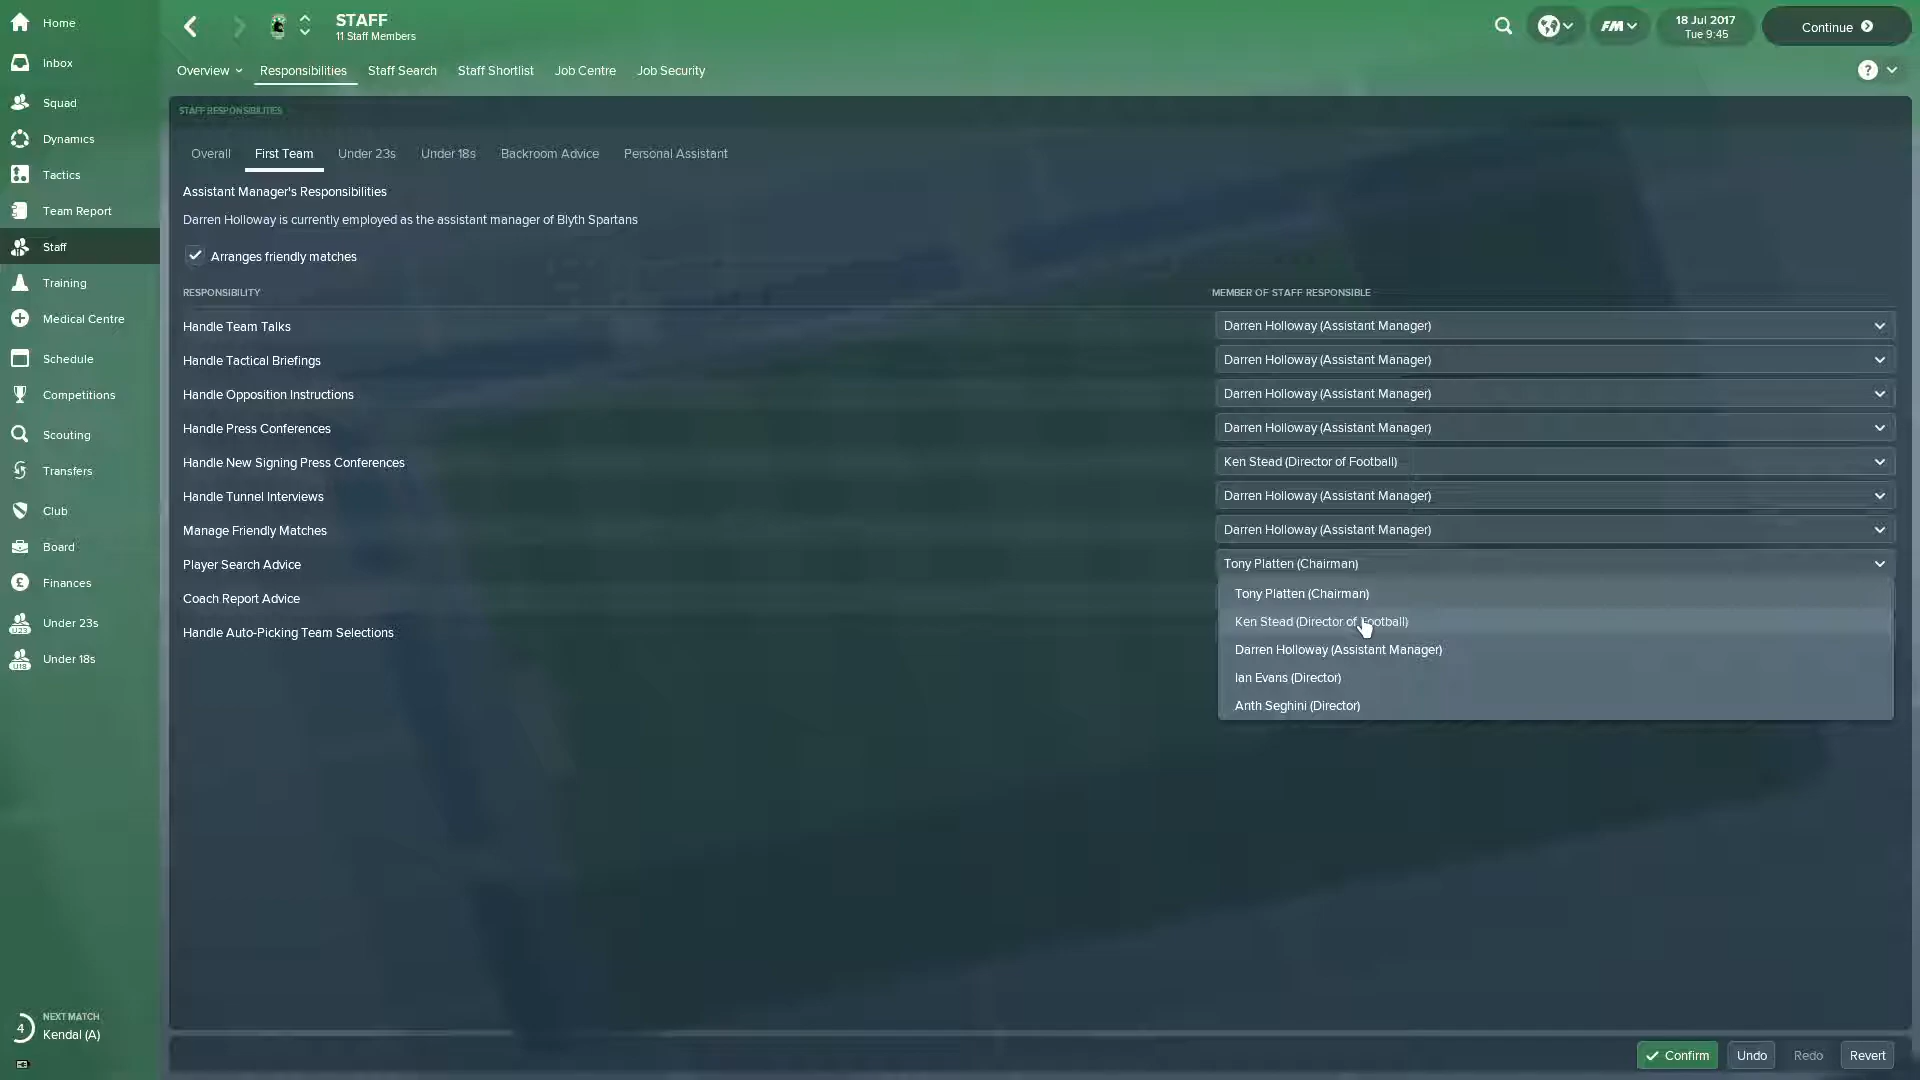 Home
Inbox
Squad
Dynamics
Tactics
Team Report
Staff
Training
Medical Centre
Schedule
Competitions
Scouting
Transfers
Club
Board
Finances
U23
Under 23s
U18
Under 18s
4
NEXT MATCH
Kendal (A)
STAFF
11 Staff Members
FM
18 Jul 2017
Tue 9:45
Continue
Overview
Responsibilities
Staff Search
Staff Shortlist
Job Centre
Job Security
?
STAFF RESPONSIBILITIES
Overall
First Team
Under 23s
Under 18s
Backroom Advice
Personal Assistant
Assistant Manager's Responsibilities
Darren Holloway is currently employed as the assistant manager of Blyth Spartans
Arranges friendly matches
RESPONSIBILITY
MEMBER OF STAFF RESPONSIBLE
Handle Team Talks
Darren Holloway (Assistant Manager)
Handle Tactical Briefings
Darren Holloway (Assistant Manager)
Handle Opposition Instructions
Darren Holloway (Assistant Manager)
Handle Press Conferences
Darren Holloway (Assistant Manager)
Handle New Signing Press Conferences
Ken Stead (Director of Football)
Handle Tunnel Interviews
Darren Holloway (Assistant Manager)
Manage Friendly Matches
Darren Holloway (Assistant Manager)
Player Search Advice
Tony Platten (Chairman)
Coach Report Advice
Handle Auto-Picking Team Selections
Tony Platten (Chairman)
Ken Stead (Director of Football)
Darren Holloway (Assistant Manager)
Ian Evans (Director)
Anth Seghini (Director)
Confirm
Undo
Redo
Revert